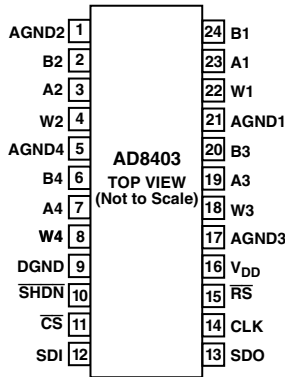 AGND2 1
B2 2
A2 3
W2 4
AGND4 5
B4 6
A4 7
W4 8
DGND 9
SHDN 10
CS 11
SDI 12
AD8403
TOP VIEW
(Not to Scale)
24 B1
23 A1
22 W1
21 AGND1
20 B3
19 A3
18 W3
17 AGND3
16 VDD
15 RS
14 CLK
13 SDO